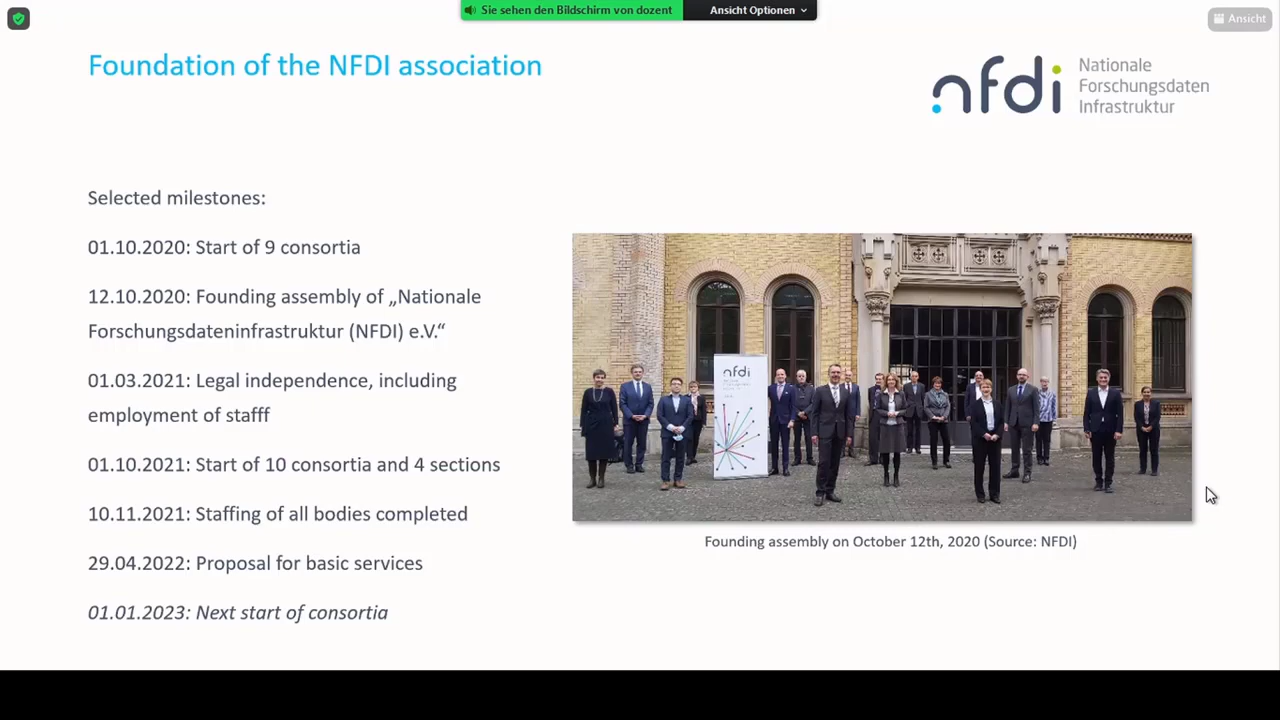 Sie sehen den Bildschirm von dozent
Ansicht Optionen
Ansicht
Foundation of the NFDI association
nfdi
Nationale
Forschungsdaten
Infrastruktur
Selected milestones:
01.10.2020: Start of 9 consortia
12.10.2020: Founding assembly of „Nationale
Forschungsdateninfrastruktur (NFDI) e.V.“
01.03.2021: Legal independence, including
employment of stafff
01.10.2021: Start of 10 consortia and 4 sections
10.11.2021: Staffing of all bodies completed
29.04.2022: Proposal for basic services
01.01.2023: Next start of consortia
nfdi
Founding assembly on October 12th, 2020 (Source: NFDI)